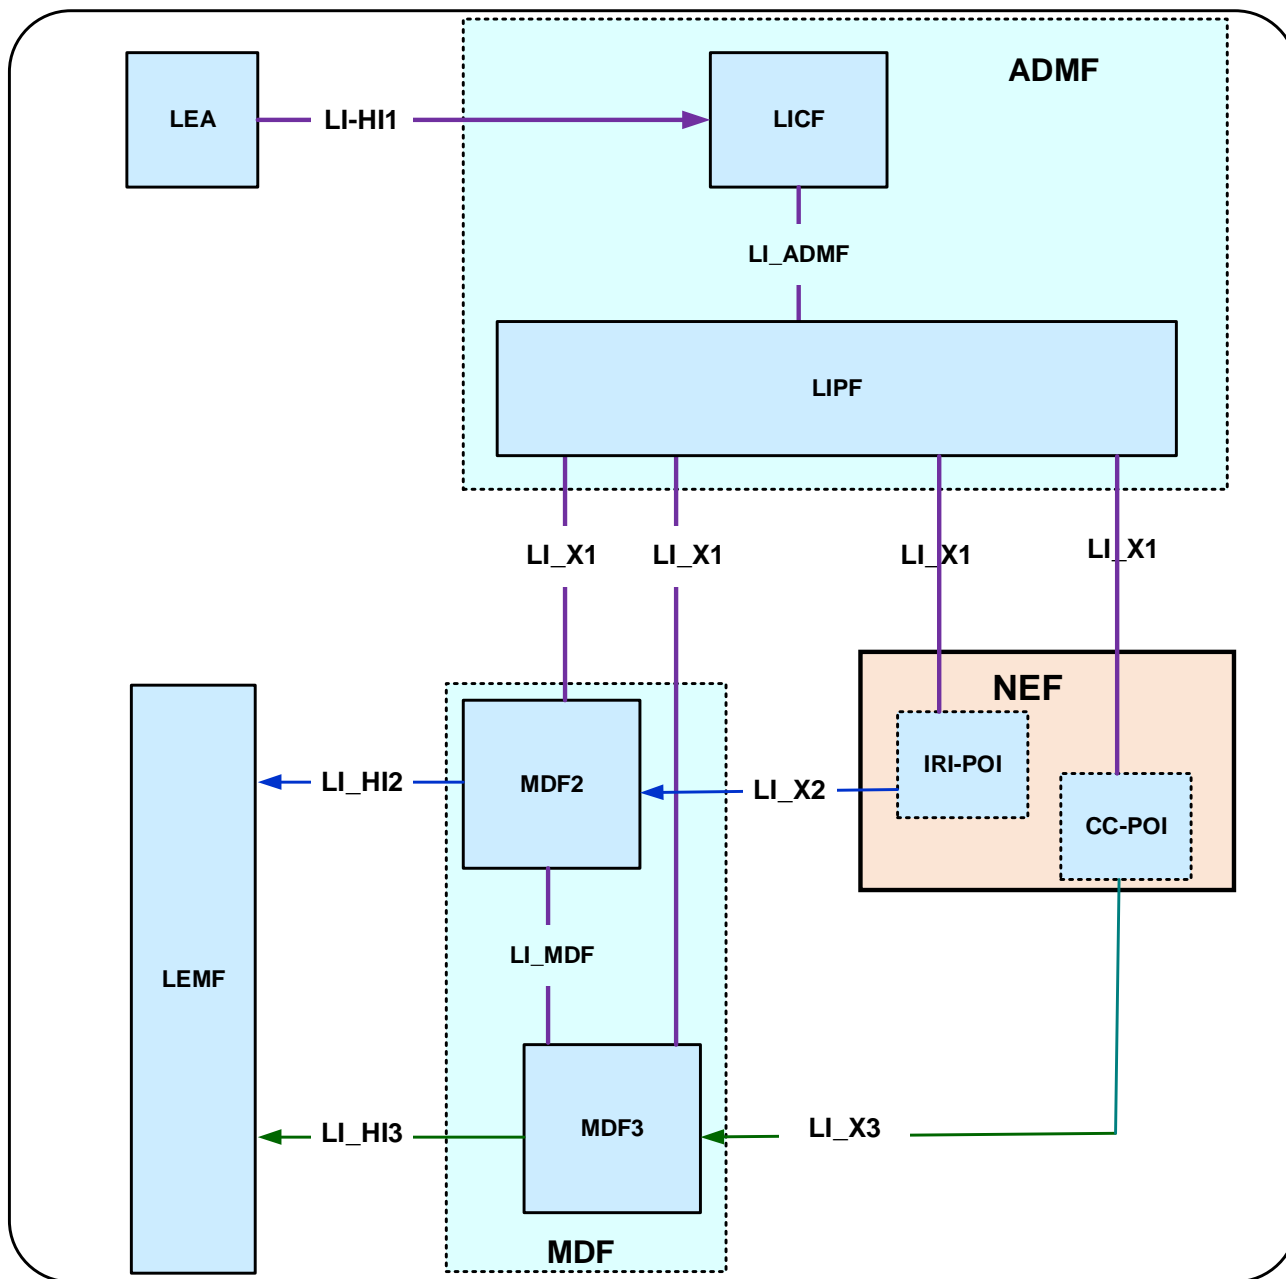 ADMF
LEA
LI-HI1
LICF
LI_ADMF
LIPF
LI_X1
LI_X1
LI_X1
LI_X1
NEF
IRI-POI
LI_HI2
MDF2
LI_X2
CC-POI
LI_MDF
LEMF
LI_HI3
MDF3
LI_X3
MDF